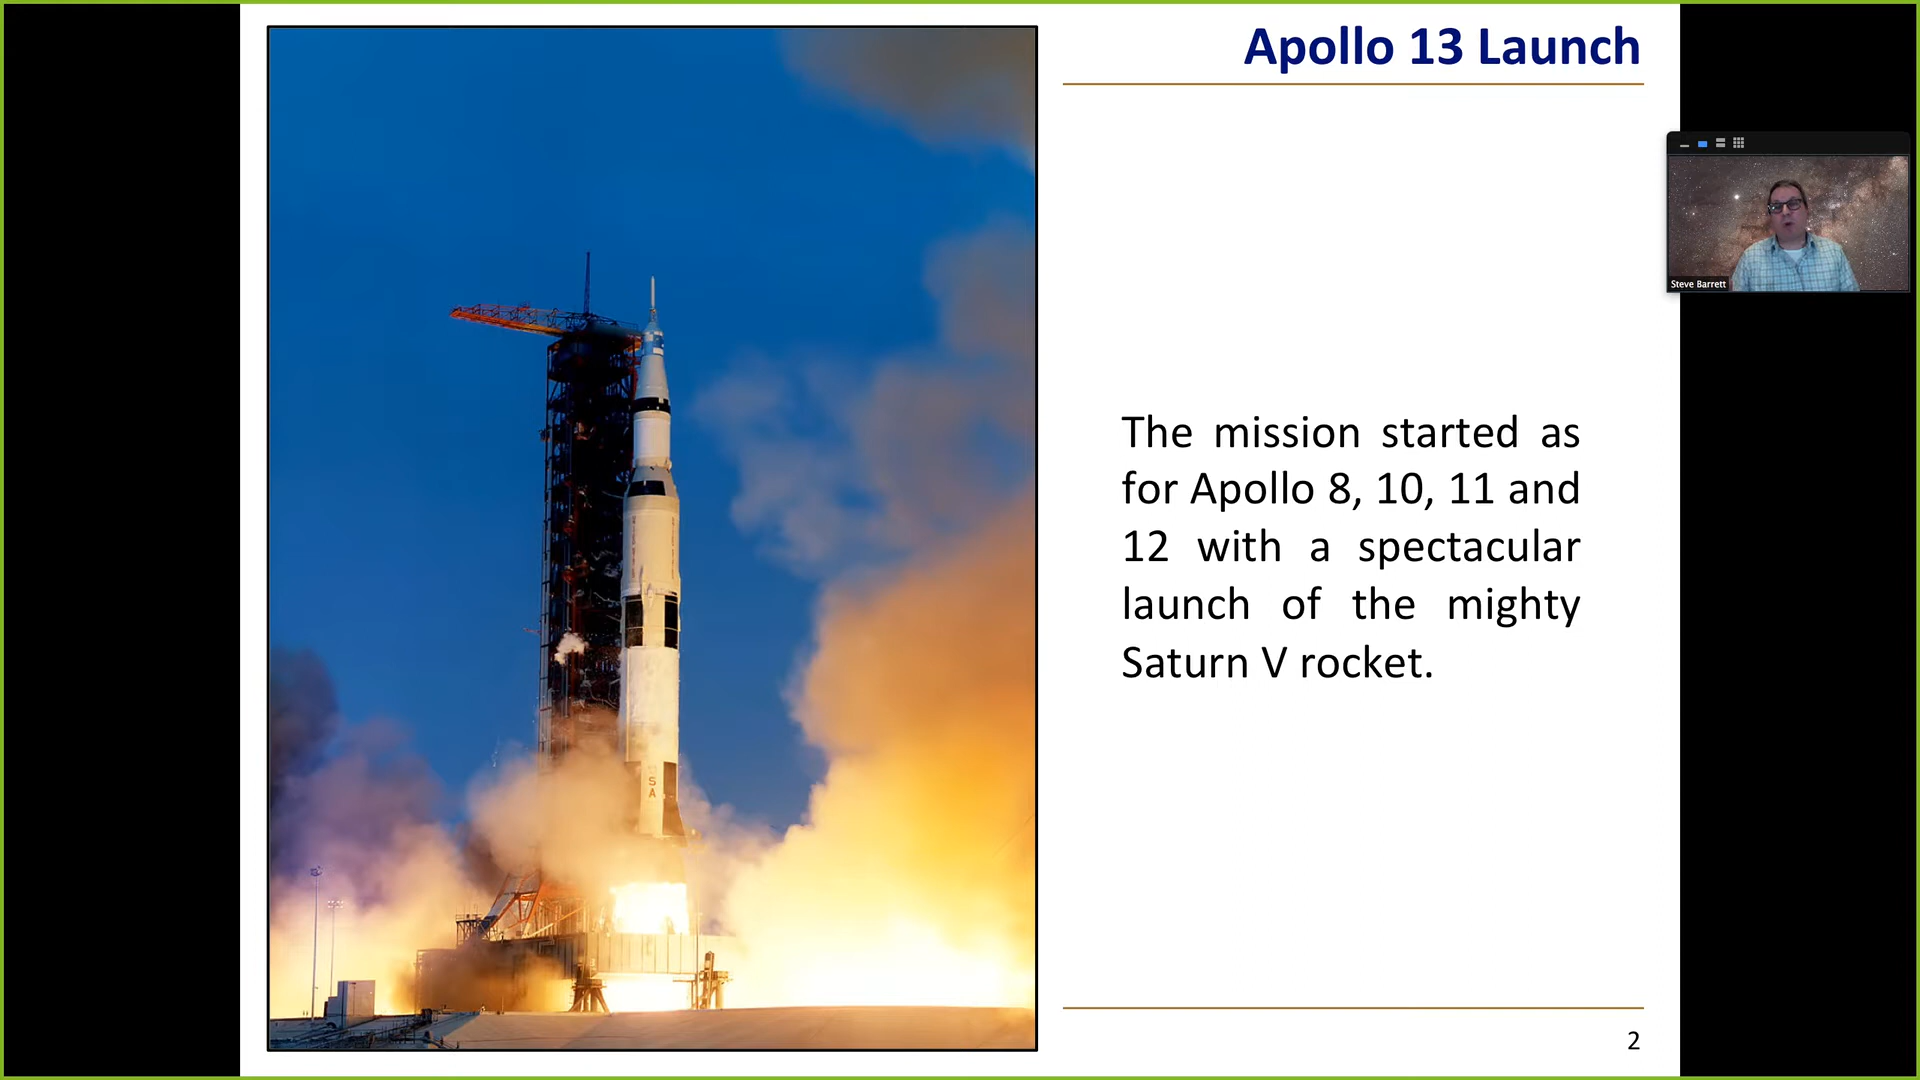 Apollo 13 Launch
The mission started as
for Apollo 8, 10, 11 and
12 with a spectacular
launch of the mighty
Saturn V rocket.
S
A
Steve Barrett
2